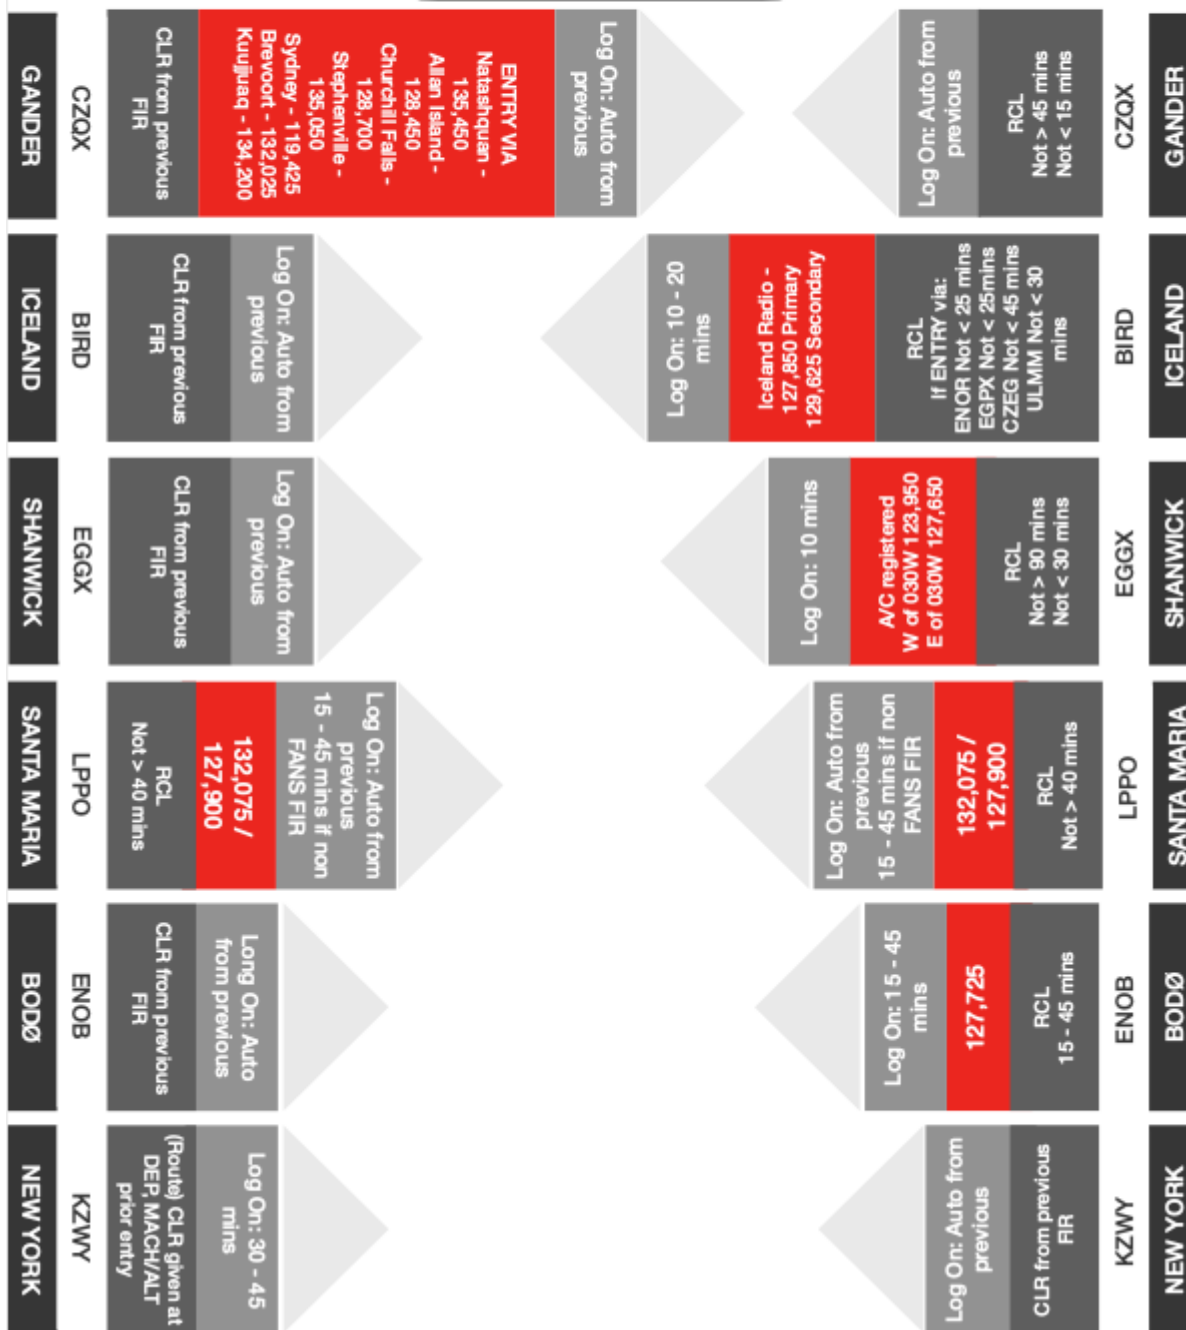 Log On: Auto from
previous
ENTRY VIA
Natashquan -
135,450
Allan Island -
128,450
Churchill Falls -
128,700
Stephenville -
135,050
Sydney - 119,425
Brevoort - 132,025
Kuujjuaq - 134,200
CLR from previous
FIR
CZQX
GANDER
Log On: Auto from
previous
CLR from previous
FIR
BIRD
ICELAND
Log On: Auto from
previous
CLR from previous
FIR
EGGX
SHANWICK
Log On: Auto from
previous
15 - 45 mins if non
FANS FIR
132,075 /
127,900
RCL
Not > 40 mins
LPPO
SANTA MARIA
Long On: Auto
from previous
CLR from previous
FIR
ENOB
BODØ
Log On: 30 - 45
mins
(Route) CLR given at
DEP, MACH/ALT
prior entry
KZWY
NEW YORK
Log On: Auto from
previous
RCL
Not > 45 mins
Not < 15 mins
CZQX
GANDER
Log On: 10 - 20
mins
Iceland Radio -
127,850 Primary
129,625 Secondary
RCL
If ENTRY via:
ENOR Not < 25 mins
EGPX Not < 25mins
CZEG Not < 45 mins
ULMM Not < 30
mins
BIRD
ICELAND
Log On: 10 mins
A/C registered
W of 030W 123,950
E of 030W 127,650
RCL
Not > 90 mins
Not < 30 mins
EGGX
SHANWICK
Log On: Auto from
previous
15 - 45 mins if non
FANS FIR
132,075 /
127,900
RCL
Not > 40 mins
LPPO
SANTA MARIA
Log On: 15 - 45
mins
127,725
RCL
15 - 45 mins
ENOB
BODØ
Log On: Auto from
previous
CLR from previous
FIR
KZWY
NEW YORK